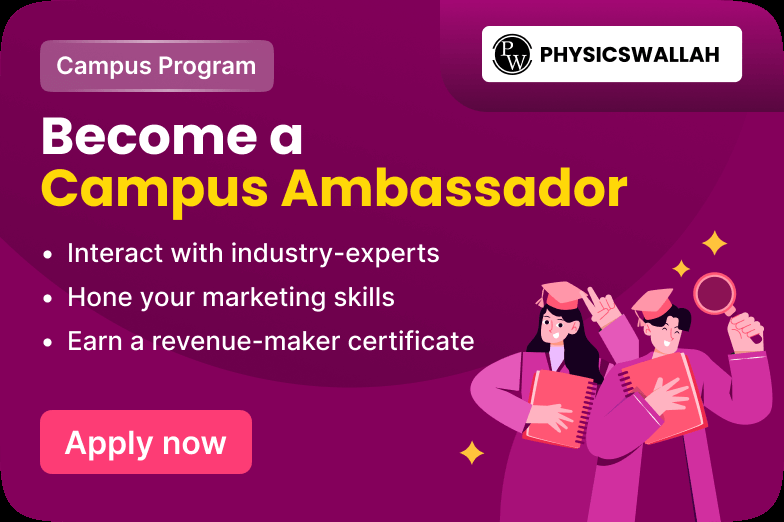 Campus Program
PW PHYSICSWALLAH
Become a
Campus Ambassador
• Interact with industry-experts
• Hone your marketing skills
• Earn a revenue-maker certificate
Apply now